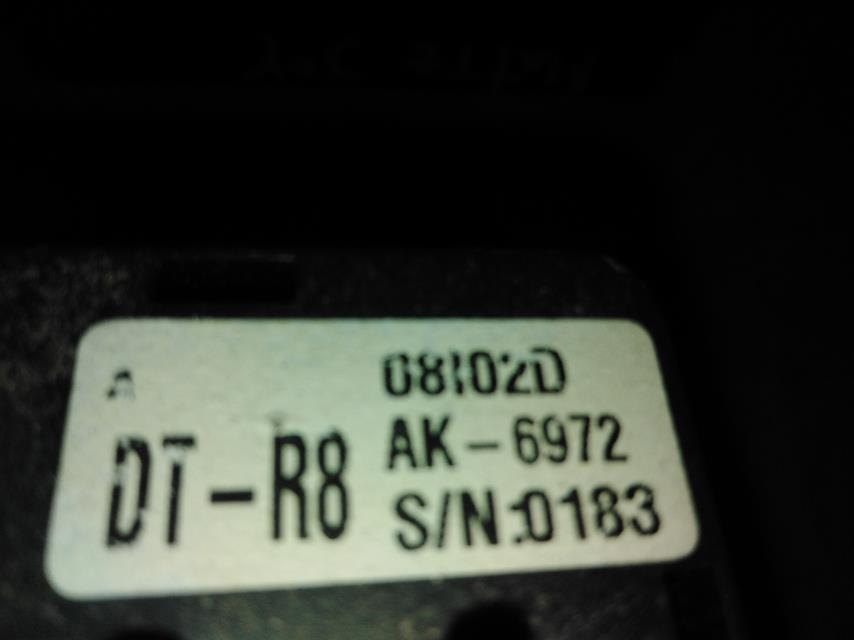 A
08102D
DT-R8
AK-6972
S/N:0183